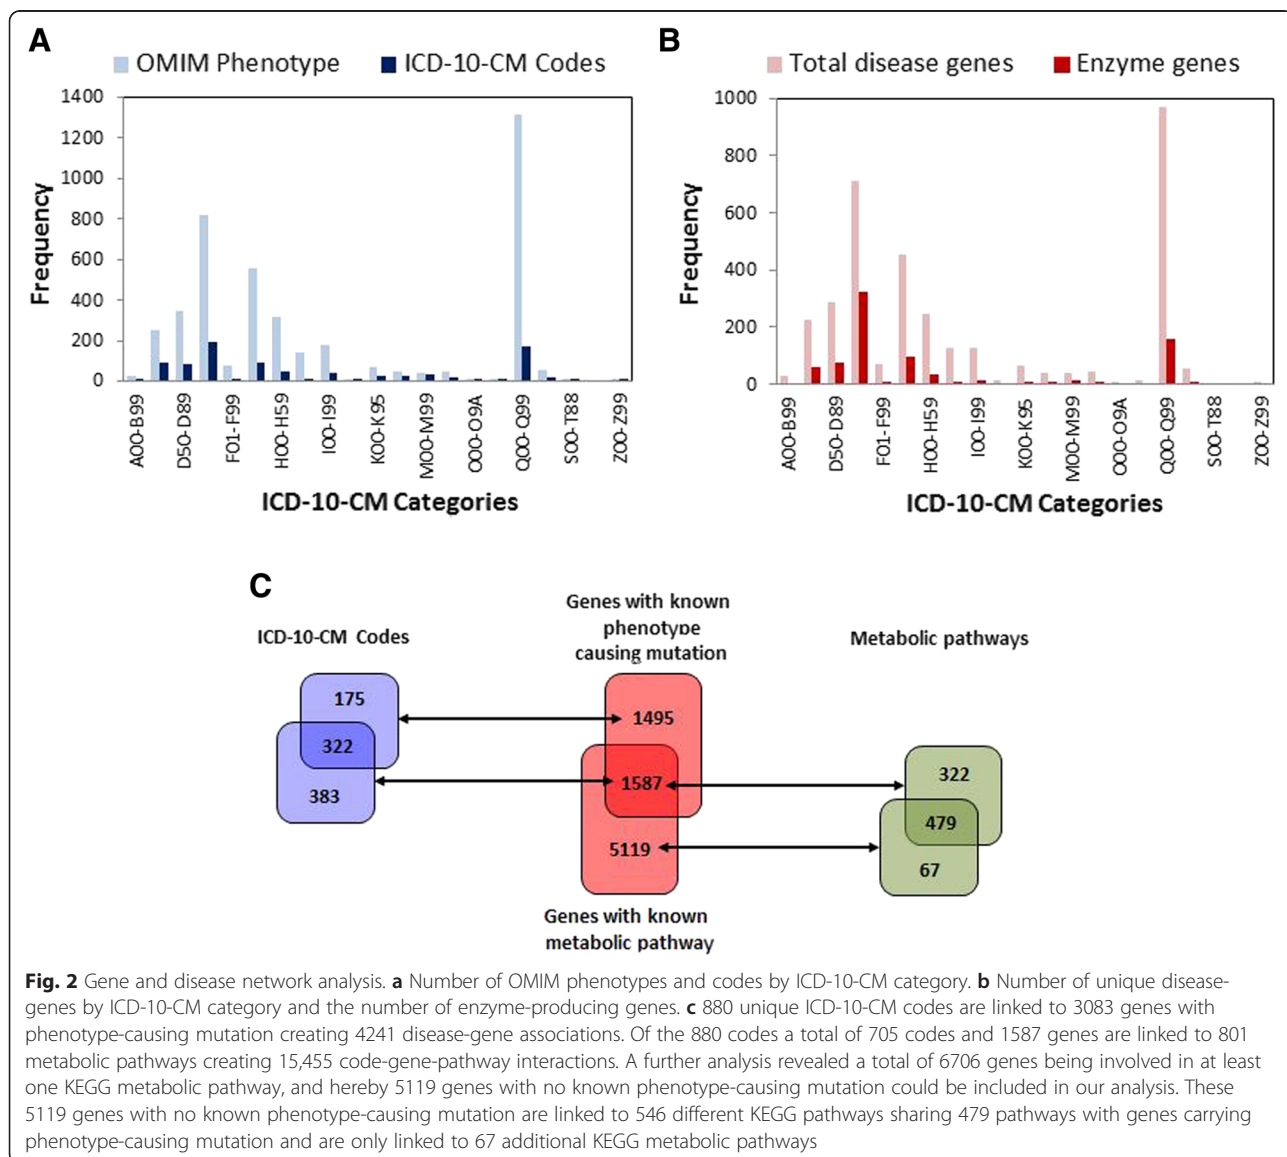 A
OMIM Phenotype
ICD-10-CM Codes
Frequency
1400
1200
1000
800
600
400
200
0
A00-B99
D50-D89
F01-F99
H00-H59
I00-I99
K00-K95
M00-M99
O00-O9A
Q00-Q99
S00-T88
Z00-Z99
ICD-10-CM Categories
B
Total disease genes
Enzyme genes
Frequency
1000
800
600
400
200
0
A00-B99
D50-D89
F01-F99
H00-H59
I00-I99
K00-K95
M00-M99
O00-O9A
Q00-Q99
S00-T88
Z00-Z99
ICD-10-CM Categories
C
ICD-10-CM Codes
175
322
383
Genes with known
phenotype
causing mutation
1495
1587
5119
Genes with known
metabolic pathway
Metabolic pathways
322
479
67
Fig. 2 Gene and disease network analysis. a Number of OMIM phenotypes and codes by ICD-10-CM category. b Number of unique disease-
genes by ICD-10-CM category and the number of enzyme-producing genes. c 880 unique ICD-10-CM codes are linked to 3083 genes with
phenotype-causing mutation creating 4241 disease-gene associations. Of the 880 codes a total of 705 codes and 1587 genes are linked to 801
metabolic pathways creating 15,455 code-gene-pathway interactions. A further analysis revealed a total of 6706 genes being involved in at least
one KEGG metabolic pathway, and hereby 5119 genes with no known phenotype-causing mutation could be included in our analysis. These
5119 genes with no known phenotype-causing mutation are linked to 546 different KEGG pathways sharing 479 pathways with genes carrying
phenotype-causing mutation and are only linked to 67 additional KEGG metabolic pathways